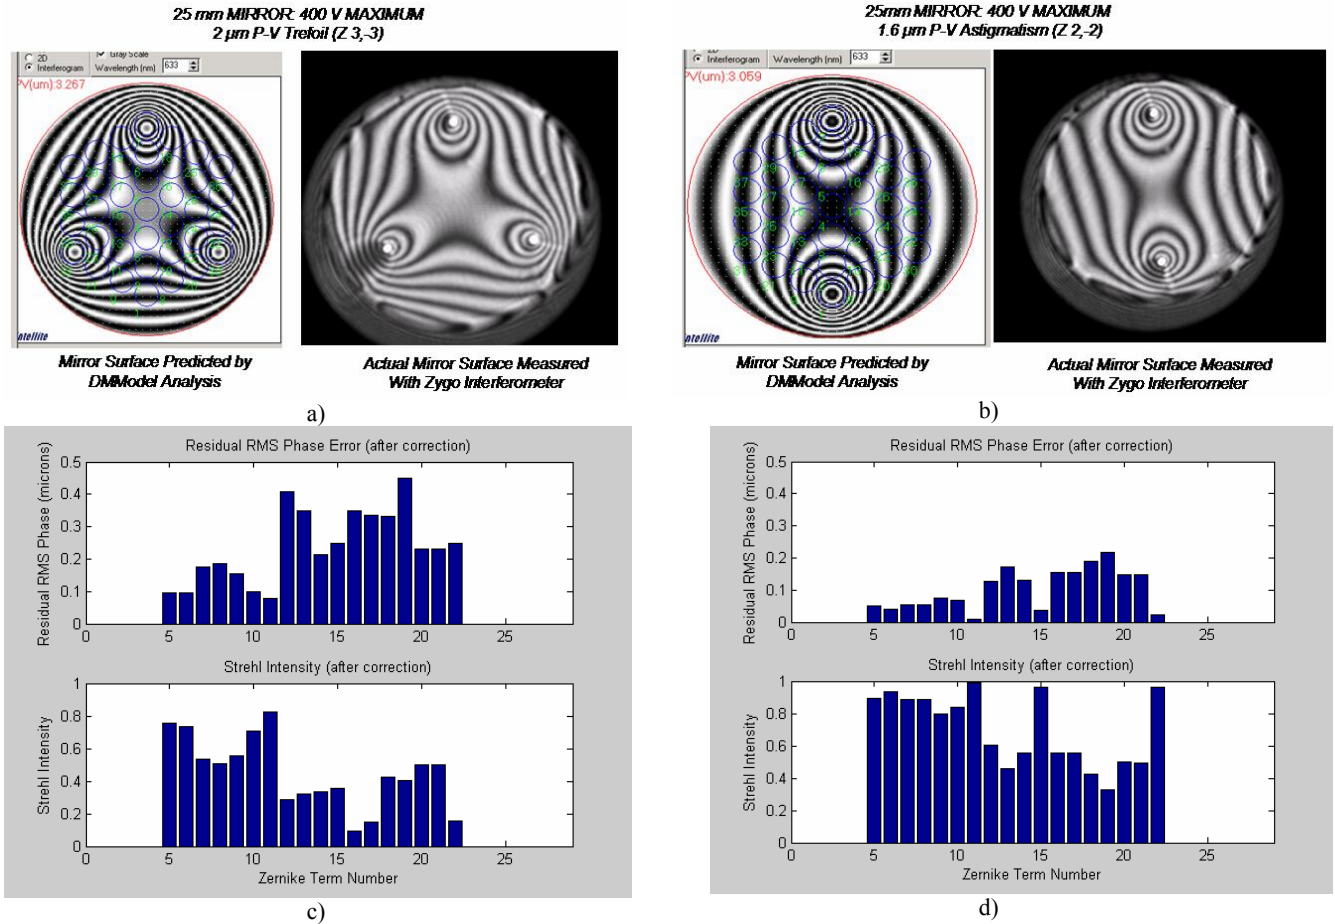 25 mm MIRROR: 400 V MAXIMUM
2 µm P-V Trefoil (Z 3,-3)
2D
Gray Scale
Interferogram
Wavelength (nm)
633
PV(um):3.267
ntellite
Mirror Surface Predicted by
DMModel Analysis
Actual Mirror Surface Measured
With Zygo Interferometer
a)
25mm MIRROR: 400 V MAXIMUM
1.6 µm P-V Astigmatism (Z 2,-2)
Interferogram
Wavelength (nm)
633
PV(um):3.059
ntellite
Mirror Surface Predicted by
DMModel Analysis
Actual Mirror Surface Measured
With Zygo Interferometer
b)
Residual RMS Phase Error (after correction)
Residual RMS Phase (microns)
0.5
0.4
0.3
0.2
0.1
0
0 5 10 15 20 25
Strehl Intensity (after correction)
Strehl Intensity
1
0.8
0.6
0.4
0.2
0
0 5 10 15 20 25
Zernike Term Number
c)
Residual RMS Phase Error (after correction)
Residual RMS Phase (microns)
0.5
0.4
0.3
0.2
0.1
0
0 5 10 15 20 25
Strehl Intensity (after correction)
Strehl Intensity
1
0.8
0.6
0.4
0.2
0
0 5 10 15 20 25
Zernike Term Number
d)